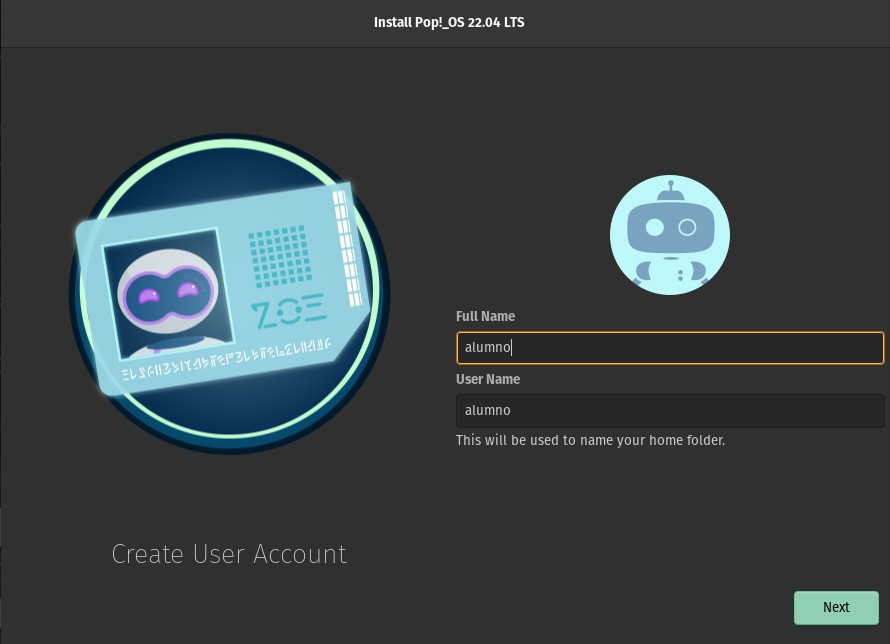 Install Pop!_OS 22.04 LTS
ZOE
Full Name
alumno
User Name
alumno
This will be used to name your home folder.
Create User Account
Next